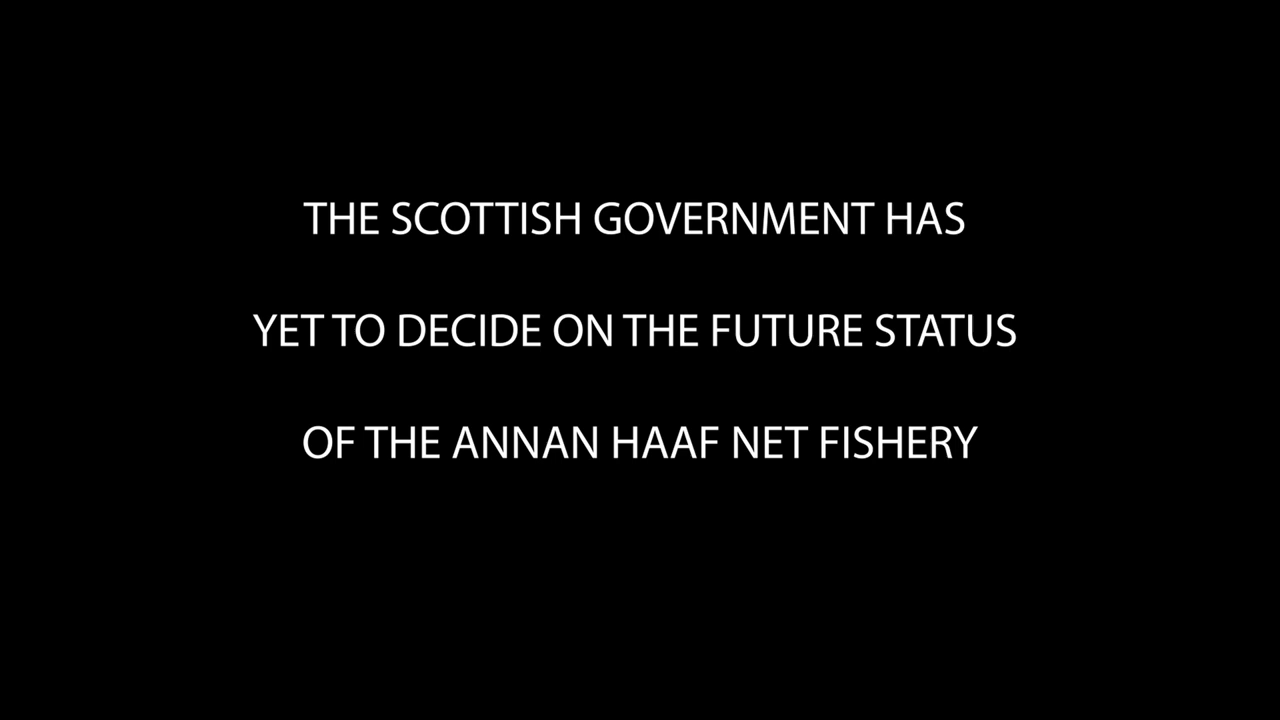 THE SCOTTISH GOVERNMENT HAS
YET TO DECIDE ON THE FUTURE STATUS
OF THE ANNAN HAAF NET FISHERY